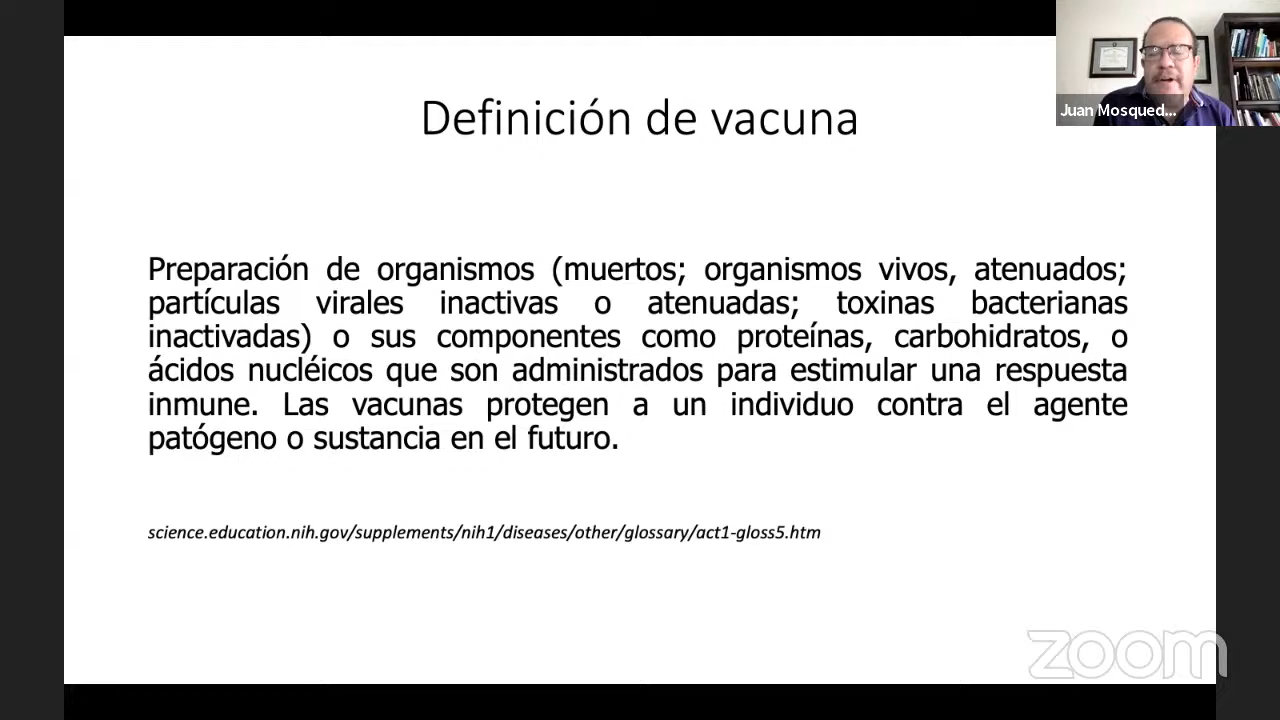 Definición de vacuna
Juan Mosqued...
Preparación de organismos (muertos; organismos vivos, atenuados;
partículas virales inactivas o atenuadas; toxinas bacterianas
inactivadas) o sus componentes como proteínas, carbohidratos, o
ácidos nucléicos que son administrados para estimular una respuesta
inmune. Las vacunas protegen a un individuo contra el agente
patógeno o sustancia en el futuro.
science.education.nih.gov/supplements/nih1/diseases/other/glossary/act1-gloss5.htm
zoom